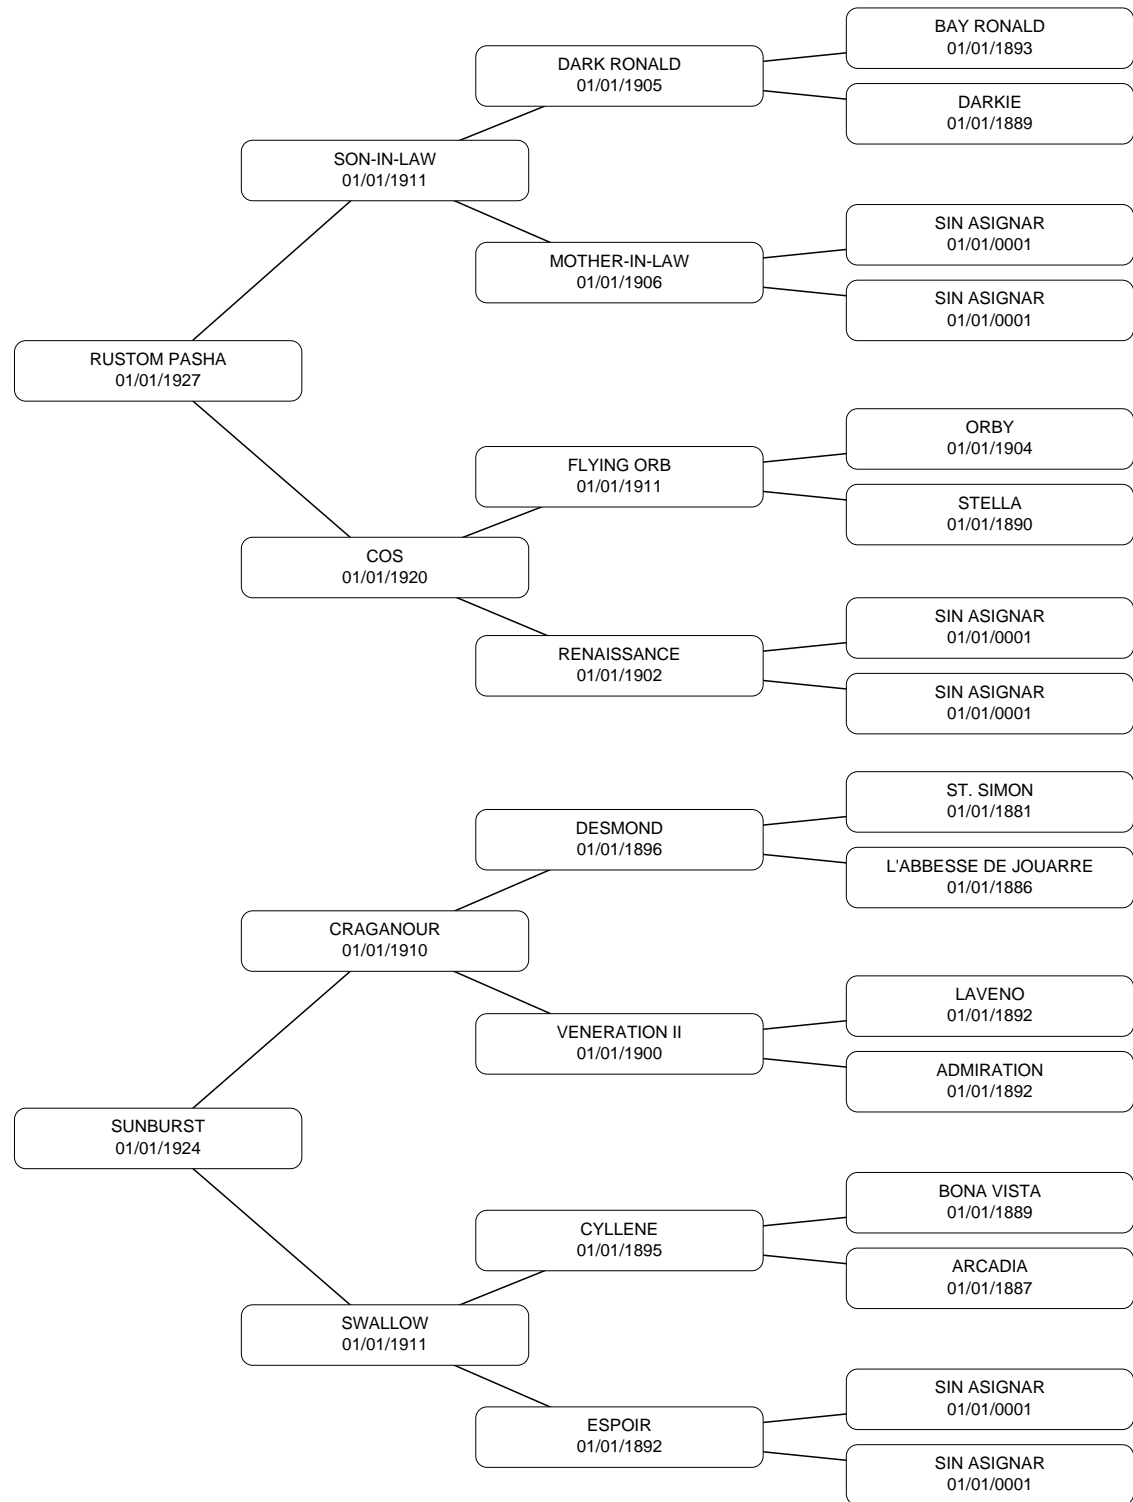 BAY RONALD
01/01/1893
DARK RONALD
01/01/1905
DARKIE
01/01/1889
SON-IN-LAW
01/01/1911
SIN ASIGNAR
01/01/0001
MOTHER-IN-LAW
01/01/1906
SIN ASIGNAR
01/01/0001
RUSTOM PASHA
01/01/1927
ORBY
01/01/1904
FLYING ORB
01/01/1911
STELLA
01/01/1890
COS
01/01/1920
SIN ASIGNAR
01/01/0001
RENAISSANCE
01/01/1902
SIN ASIGNAR
01/01/0001
ST. SIMON
01/01/1881
DESMOND
01/01/1896
L'ABBESSE DE JOUARRE
01/01/1886
CRAGANOUR
01/01/1910
LAVENO
01/01/1892
VENERATION II
01/01/1900
ADMIRATION
01/01/1892
SUNBURST
01/01/1924
BONA VISTA
01/01/1889
CYLLENE
01/01/1895
ARCADIA
01/01/1887
SWALLOW
01/01/1911
SIN ASIGNAR
01/01/0001
ESPOIR
01/01/1892
SIN ASIGNAR
01/01/0001